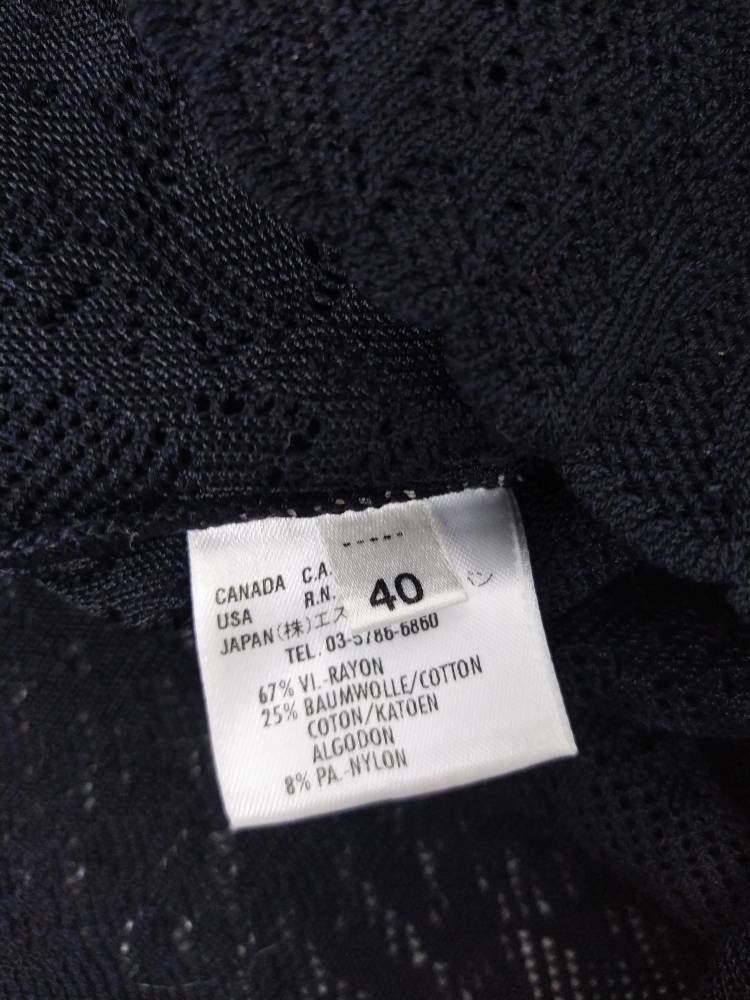 -----
40
CANADA C.A.
USA R.N.
JAPAN(株)エス
TEL. 03-5786-6860
67% VI.-RAYON
25% BAUMWOLLE/COTTON
COTON/KATOEN
ALGODON
8% PA.-NYLON